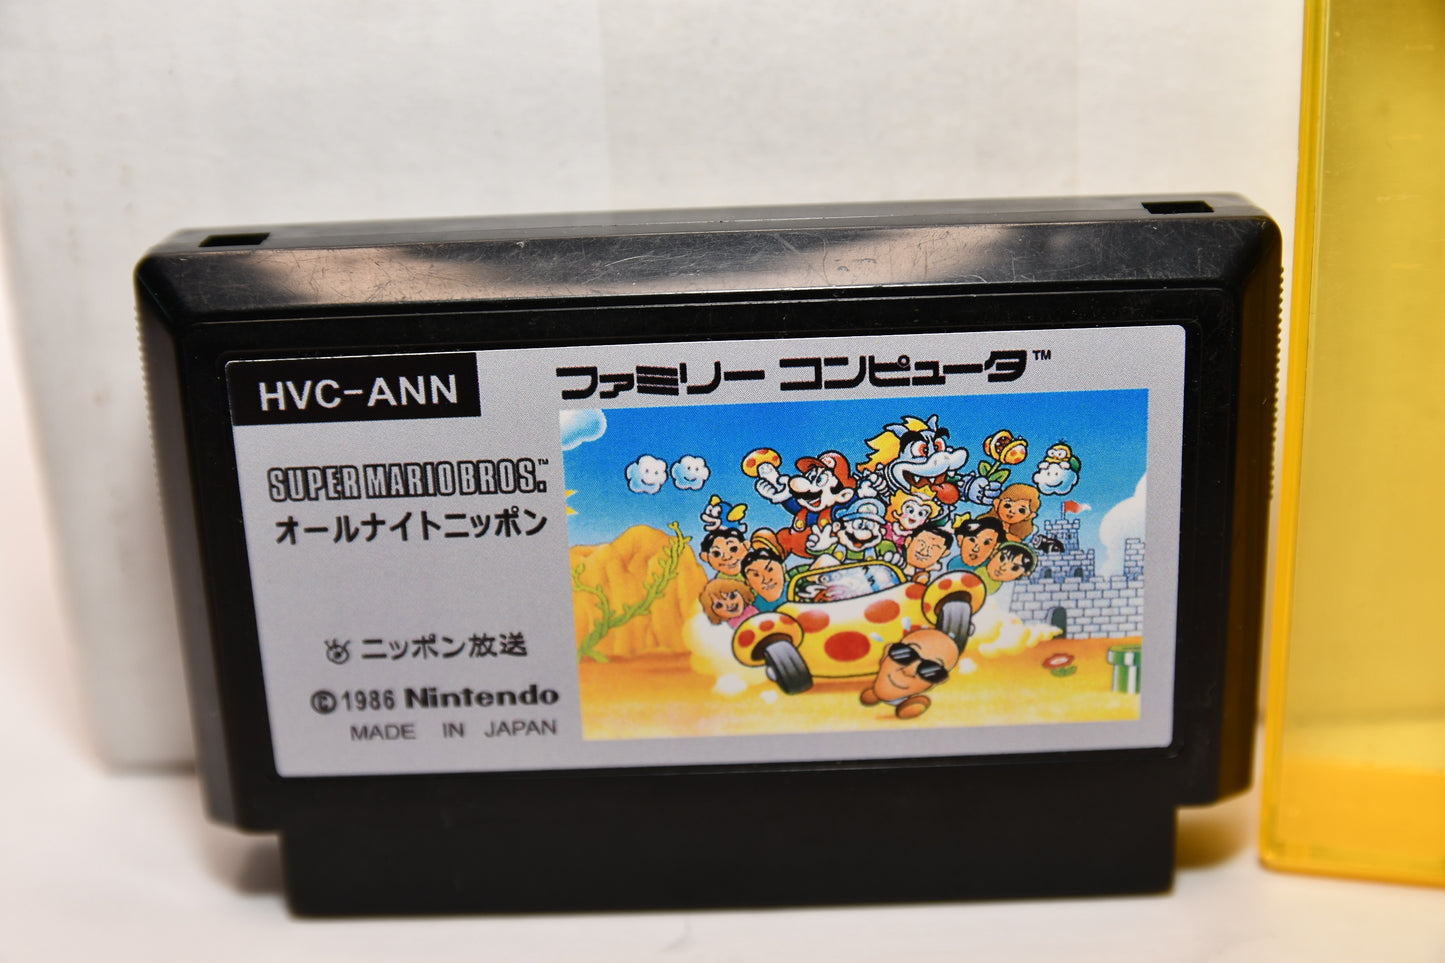 HVC-ANN
ファミリー コンピュータ™
SUPER MARIO BROS.™
オールナイトニッポン
ニッポン放送
©1986 Nintendo
MADE IN JAPAN